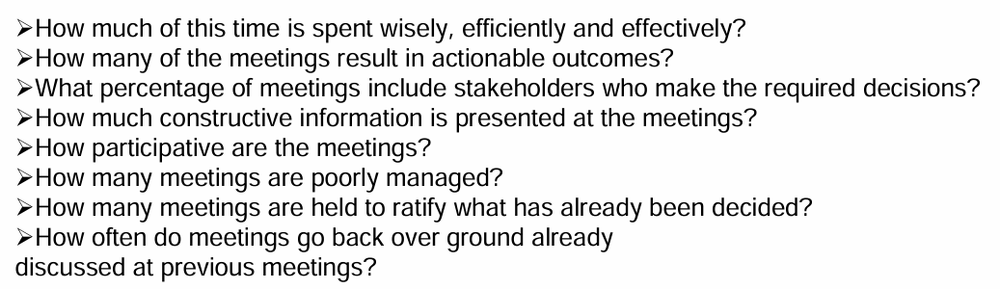 ➢How much of this time is spent wisely, efficiently and effectively?
➢How many of the meetings result in actionable outcomes?
➢What percentage of meetings include stakeholders who make the required decisions?
➢How much constructive information is presented at the meetings?
➢How participative are the meetings?
➢How many meetings are poorly managed?
➢How many meetings are held to ratify what has already been decided?
➢How often do meetings go back over ground already
discussed at previous meetings?